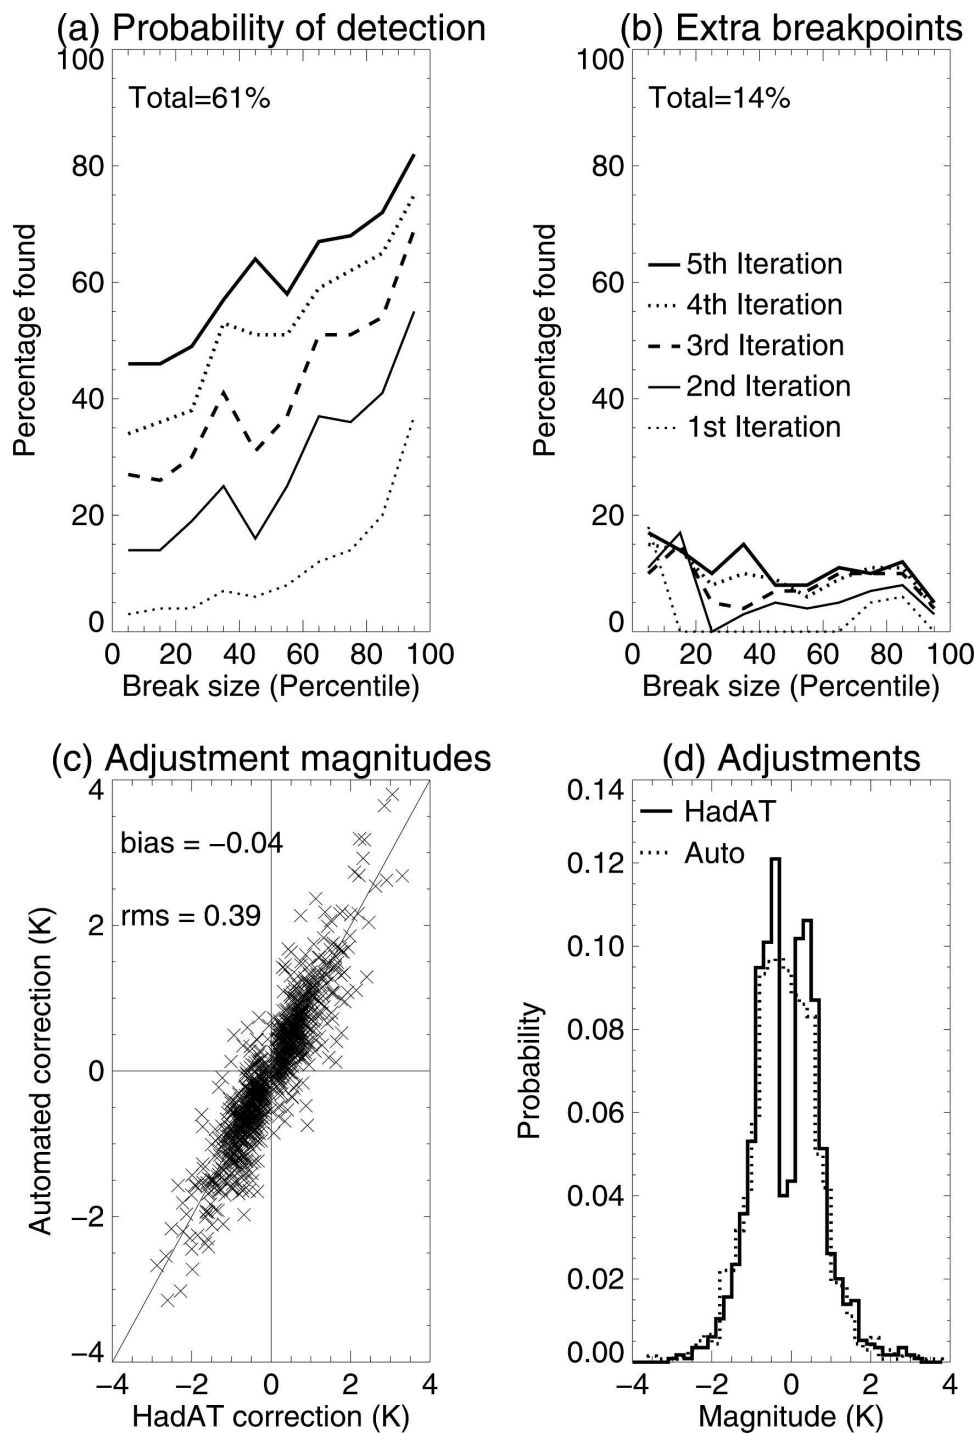 (a) Probability of detection
100
80
60
40
20
0
Total=61%
Percentage found
0 20 40 60 80 100
Break size (Percentile)
(b) Extra breakpoints
100
80
60
40
20
0
Total=14%
Percentage found
5th Iteration
4th Iteration
3rd Iteration
2nd Iteration
1st Iteration
0 20 40 60 80 100
Break size (Percentile)
(c) Adjustment magnitudes
4
2
0
−2
−4
bias = −0.04
rms = 0.39
Automated correction (K)
−4 −2 0 2 4
HadAT correction (K)
(d) Adjustments
0.14
0.12
0.10
0.08
0.06
0.04
0.02
0.00
HadAT
Auto
Probability
−4 −2 0 2 4
Magnitude (K)